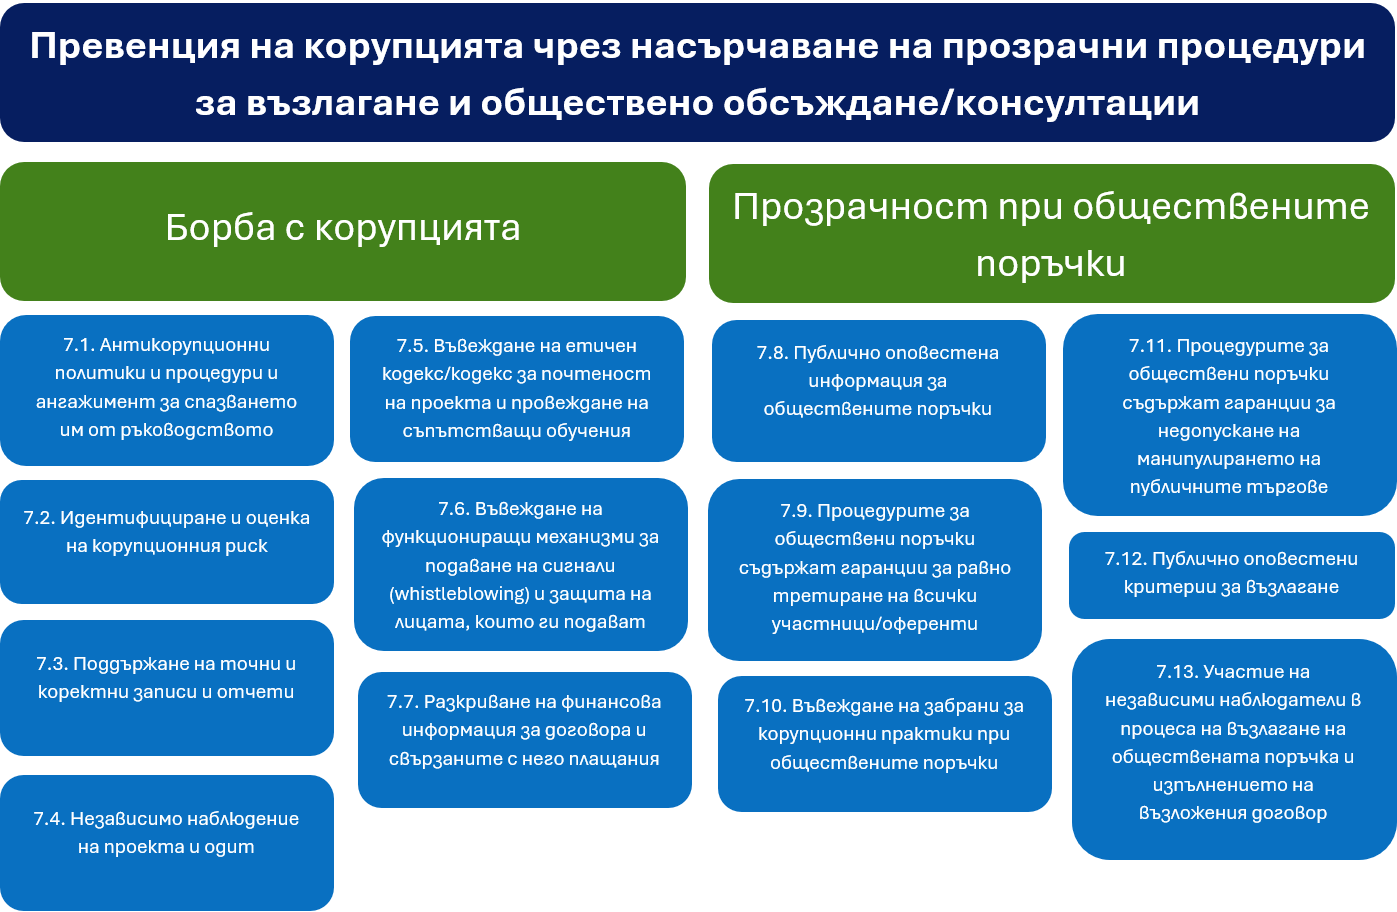 Превенция на корупцията чрез насърчаване на прозрачни процедури
за възлагане и обществено обсъждане/консултации
Борба с корупцията
Прозрачност при обществените
поръчки
7.1. Антикорупционни
политики и процедури и
ангажимент за спазването
им от ръководството
7.2. Идентифициране и оценка
на корупционния риск
7.3. Поддържане на точни и
коректни записи и отчети
7.4. Независимо наблюдение
на проекта и одит
7.5. Въвеждане на етичен
кодекс/кодекс за почтеност
на проекта и провеждане на
съпътстващи обучения
7.6. Въвеждане на
функциониращи механизми за
подаване на сигнали
(whistleblowing) и защита на
лицата, които ги подават
7.7. Разкриване на финансова
информация за договора и
свързаните с него плащания
7.8. Публично оповестена
информация за
обществените поръчки
7.9. Процедурите за
обществени поръчки
съдържат гаранции за равно
третиране на всички
участници/оференти
7.10. Въвеждане на забрани за
корупционни практики при
обществените поръчки
7.11. Процедурите за
обществени поръчки
съдържат гаранции за
недопускане на
манипулирането на
публичните търгове
7.12. Публично оповестени
критерии за възлагане
7.13. Участие на
независими наблюдатели в
процеса на възлагане на
обществената поръчка и
изпълнението на
възложения договор